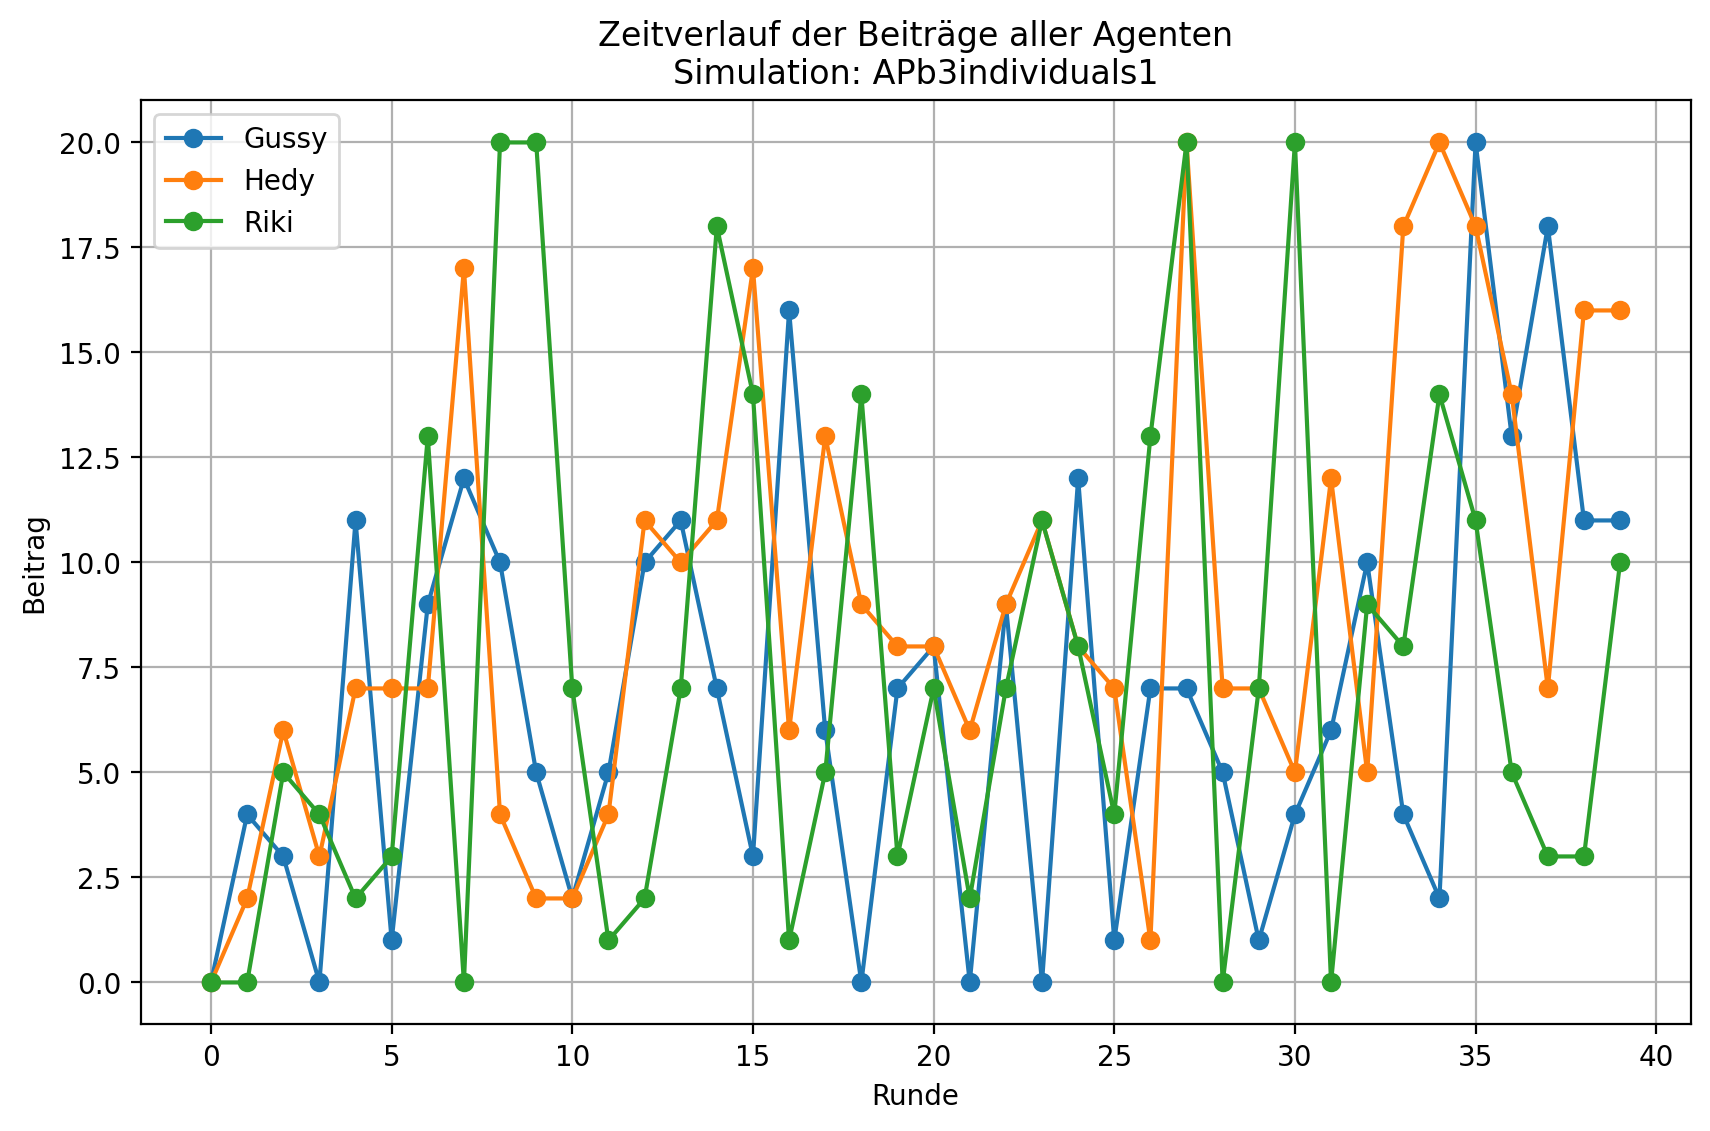 Zeitverlauf der Beiträge aller Agenten
Simulation: APb3individuals1
Gussy
Hedy
Riki
20.0
17.5
15.0
12.5
10.0
7.5
5.0
2.5
0.0
Beitrag
0 5 10 15 20 25 30 35 40
Runde